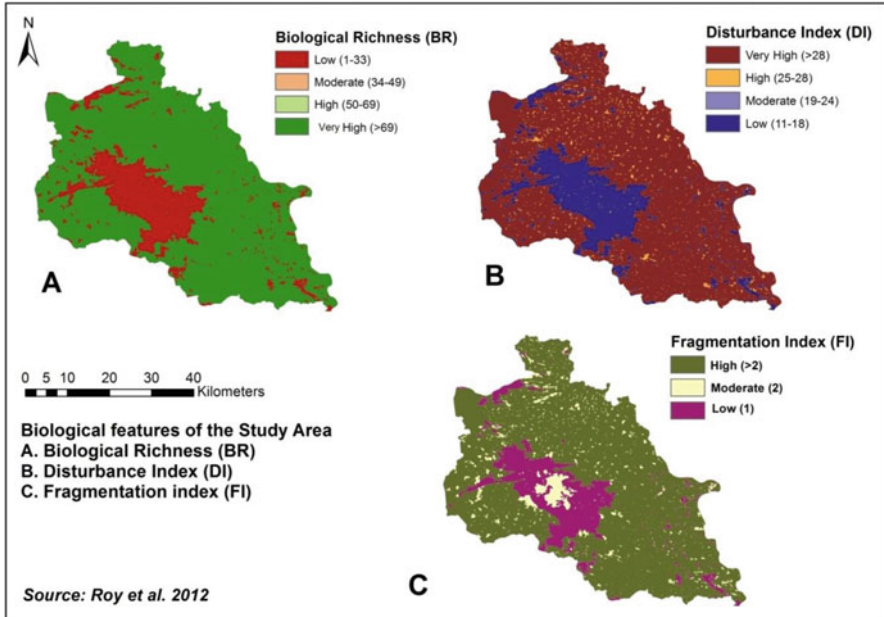 N
Biological Richness (BR)
Low (1-33)
Moderate (34-49)
High (50-69)
Very High (>69)
A
Disturbance Index (DI)
Very High (>28)
High (25-28)
Moderate (19-24)
Low (11-18)
B
0 5 10 20 30 40
Kilometers
Biological features of the Study Area
A. Biological Richness (BR)
B. Disturbance Index (DI)
C. Fragmentation index (FI)
Source: Roy et al. 2012
Fragmentation Index (FI)
High (>2)
Moderate (2)
Low (1)
C